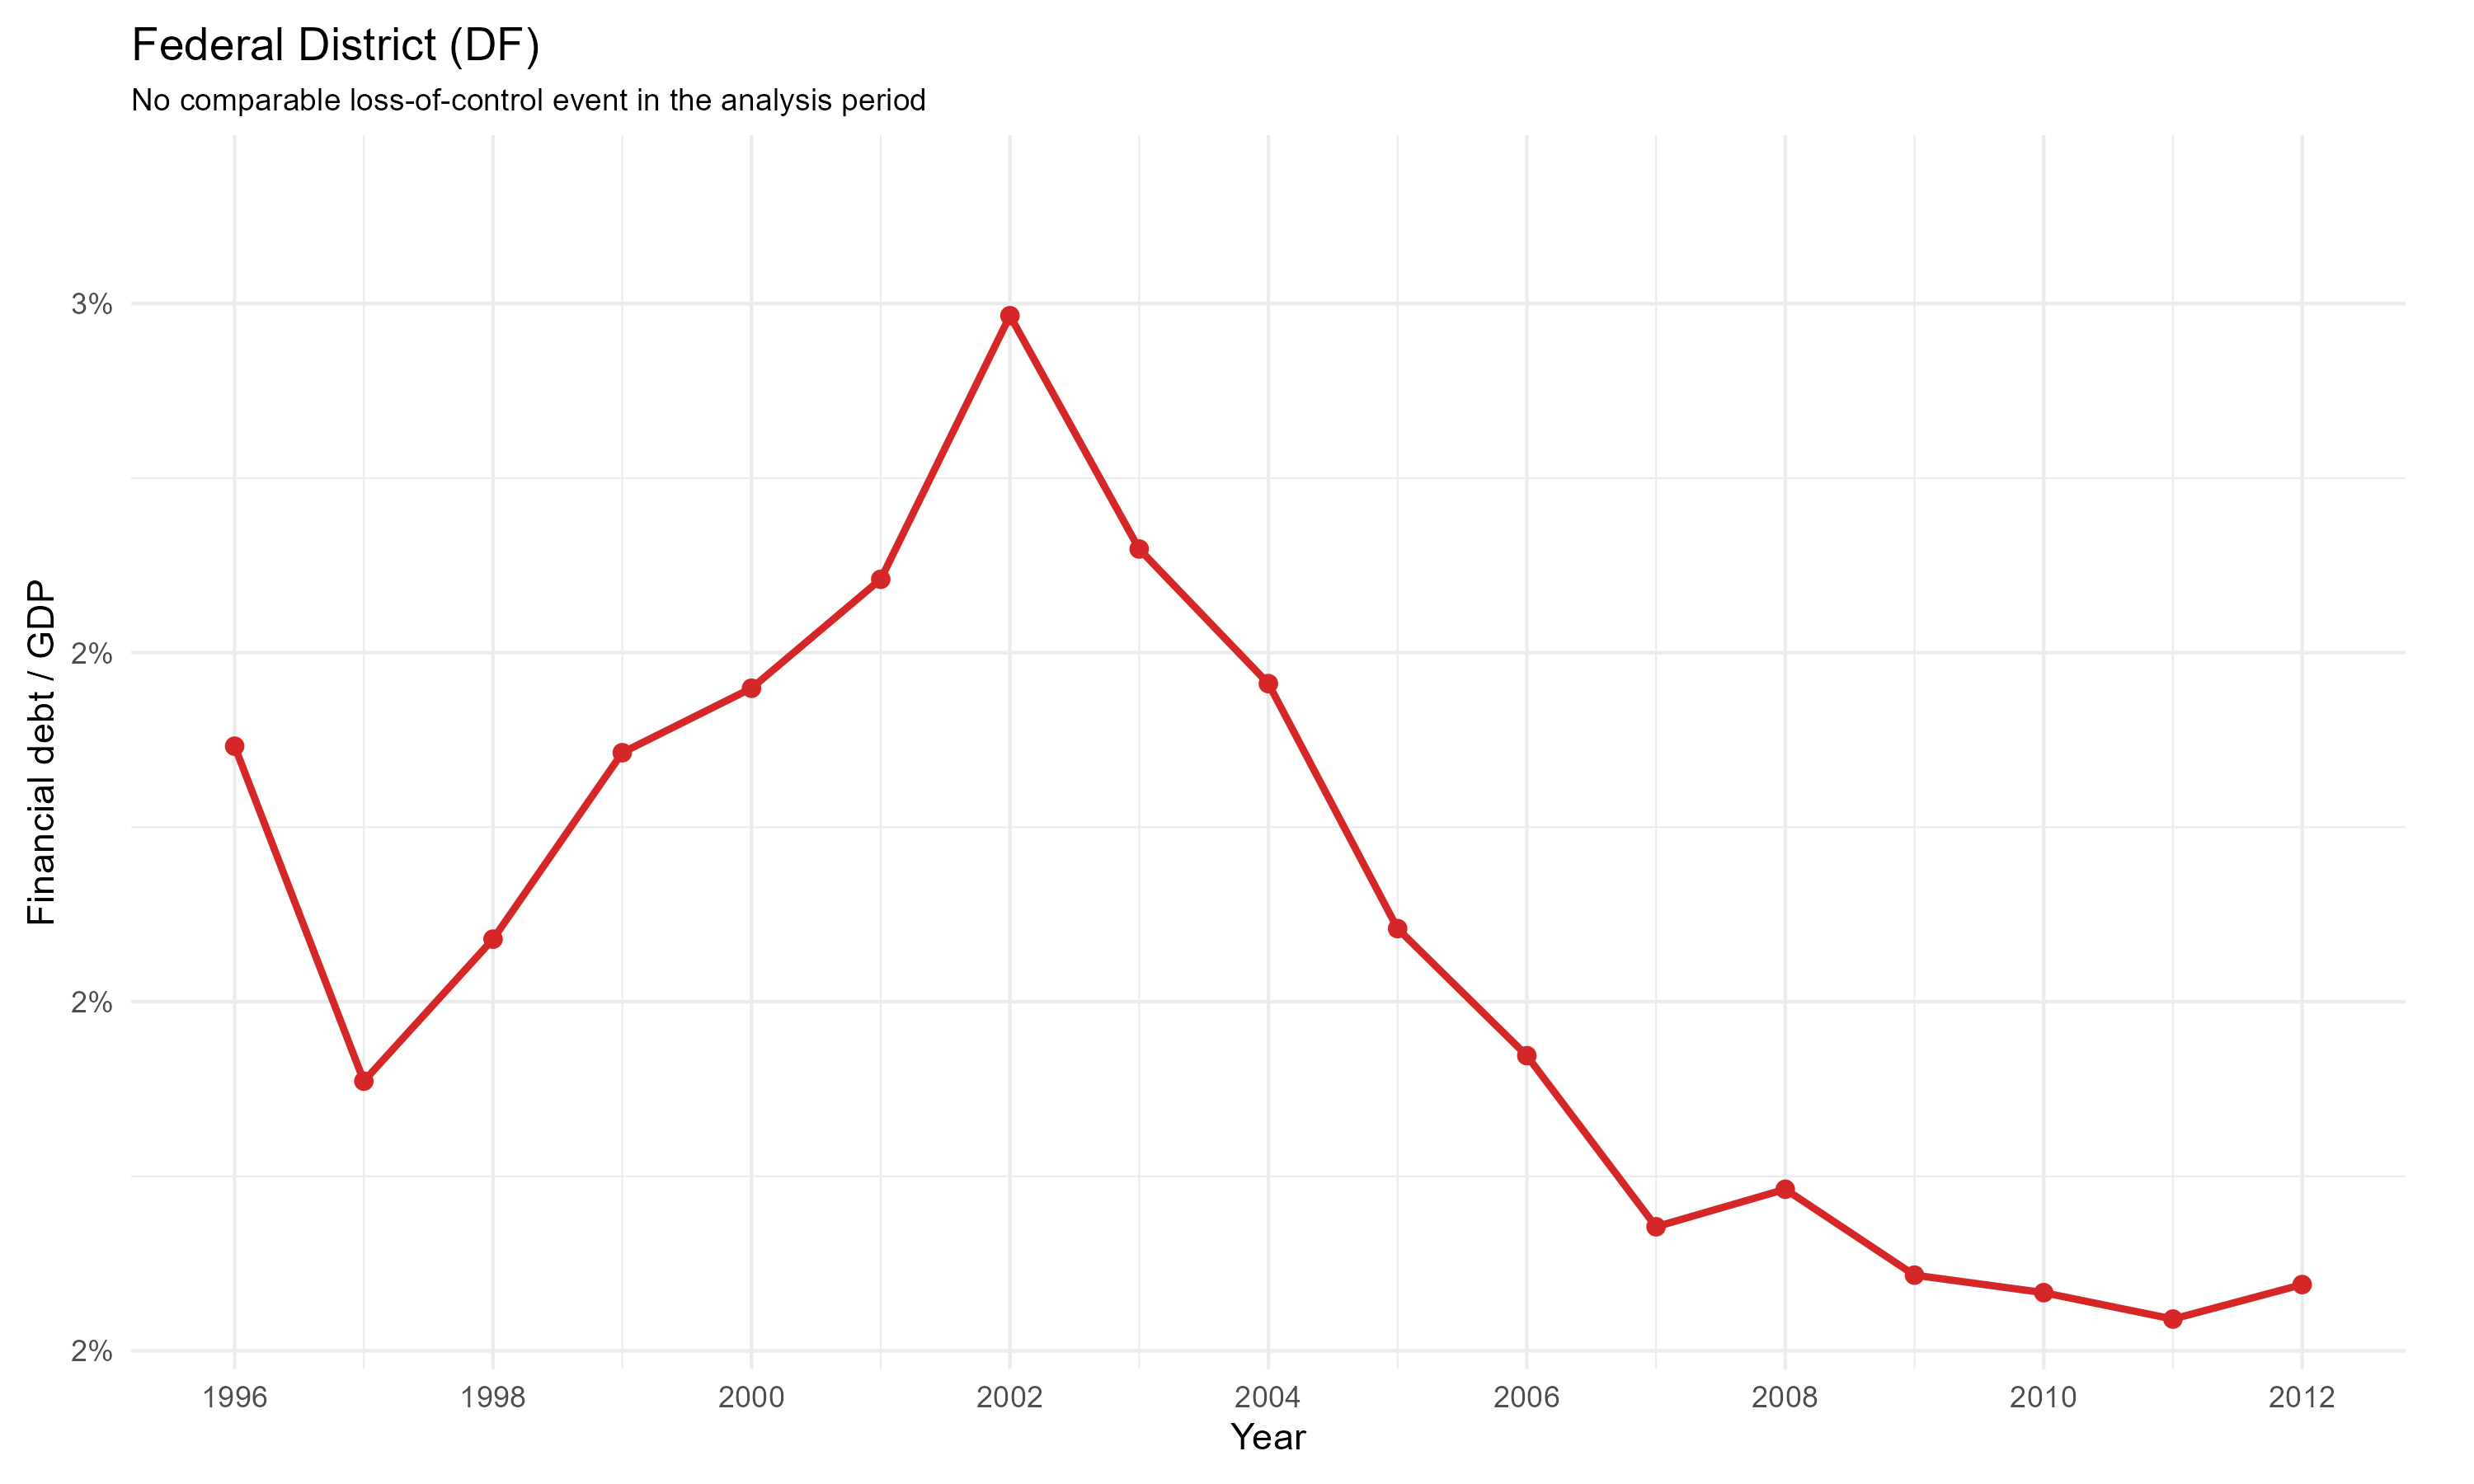 Federal District (DF)
No comparable loss-of-control event in the analysis period
Financial debt / GDP
3%
2%
2%
2%
1996 1998 2000 2002 2004 2006 2008 2010 2012
Year